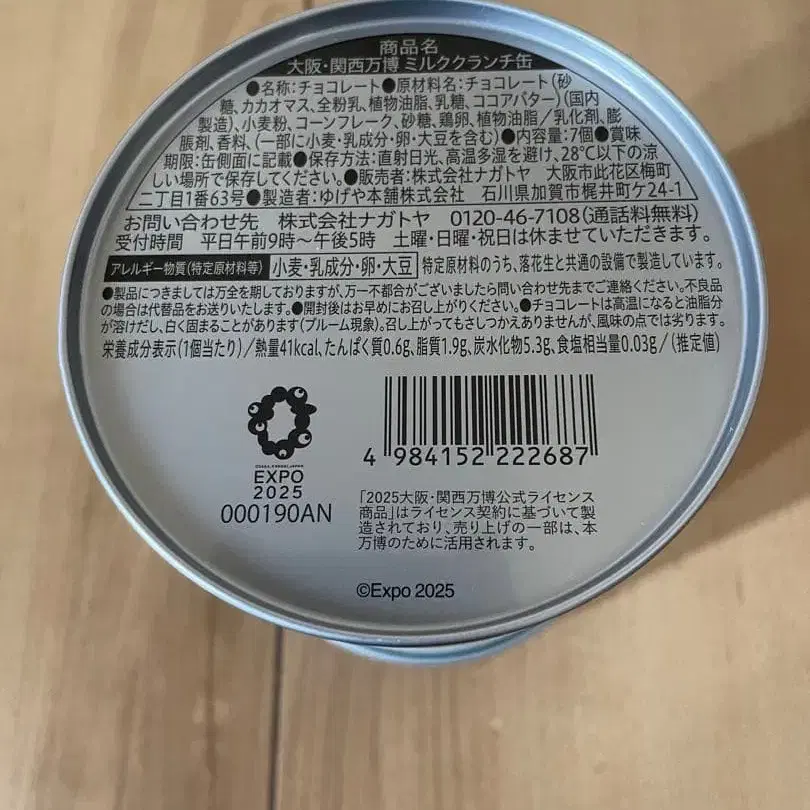 商品名
大阪・関西万博 ミルククランチ缶
●名称：チョコレート●原材料名：チョコレート（砂
糖、カカオマス、全粉乳、植物油脂、乳糖、ココアバター）（国内
製造）、小麦粉、コーンフレーク、砂糖、鶏卵、植物油脂／乳化剤、膨
脹剤、香料、（一部に小麦・乳成分・卵・大豆を含む）●内容量：7個●賞味
期限：缶側面に記載●保存方法：直射日光、高温多湿を避け、28℃以下の涼
しい場所で保存してください。●販売者：株式会社ナガトヤ 大阪市此花区梅町
二丁目1番63号●製造者：ゆげや本舗株式会社 石川県加賀市梶井町ケ24-1
お問い合わせ先 株式会社ナガトヤ 0120-46-7108（通話料無料）
受付時間 平日午前9時～午後5時 土曜・日曜・祝日は休ませていただきます。
アレルギー物質（特定原材料等） 小麦・乳成分・卵・大豆 特定原材料のうち、落花生と共通の設備で製造しています。
●製品につきましては万全を期しておりますが、万一不都合がございましたら問い合わせ先までご連絡ください。不良品
の場合は代替品をお送りいたします。●開封後はお早めにお召し上がりください。●チョコレートは高温になると油脂分
が溶けだし、白く固まることがあります（ブルーム現象）。召し上がってもさしつかえありませんが、風味の点では劣ります。
栄養成分表示（1個当たり）／熱量41kcal、たんぱく質0.6g、脂質1.9g、炭水化物5.3g、食塩相当量0.03g／（推定値）
OSAKA, KANSAI, JAPAN
EXPO
2025
000190AN
4 984152 222687
「2025大阪・関西万博公式ライセンス
商品」はライセンス契約に基づいて製
造されており、売り上げの一部は、本
万博のために活用されます。
©Expo 2025